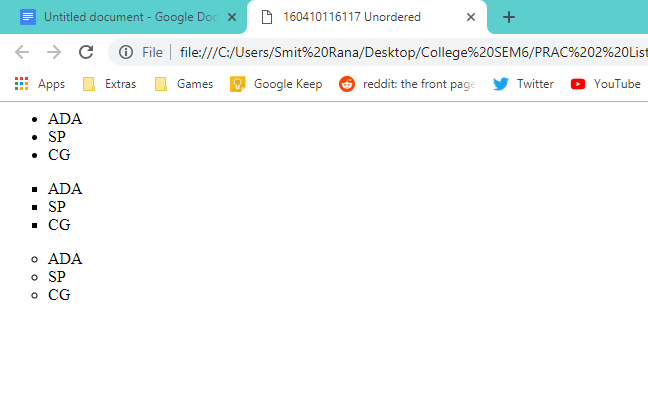 Untitled document - Google Doc
160410116117 Unordered
File
file:///C:/Users/Smit%20Rana/Desktop/College%20SEM6/PRAC%202%20List
Apps Extras Games Google Keep reddit: the front page Twitter YouTube
ADA
SP
CG
ADA
SP
CG
ADA
SP
CG